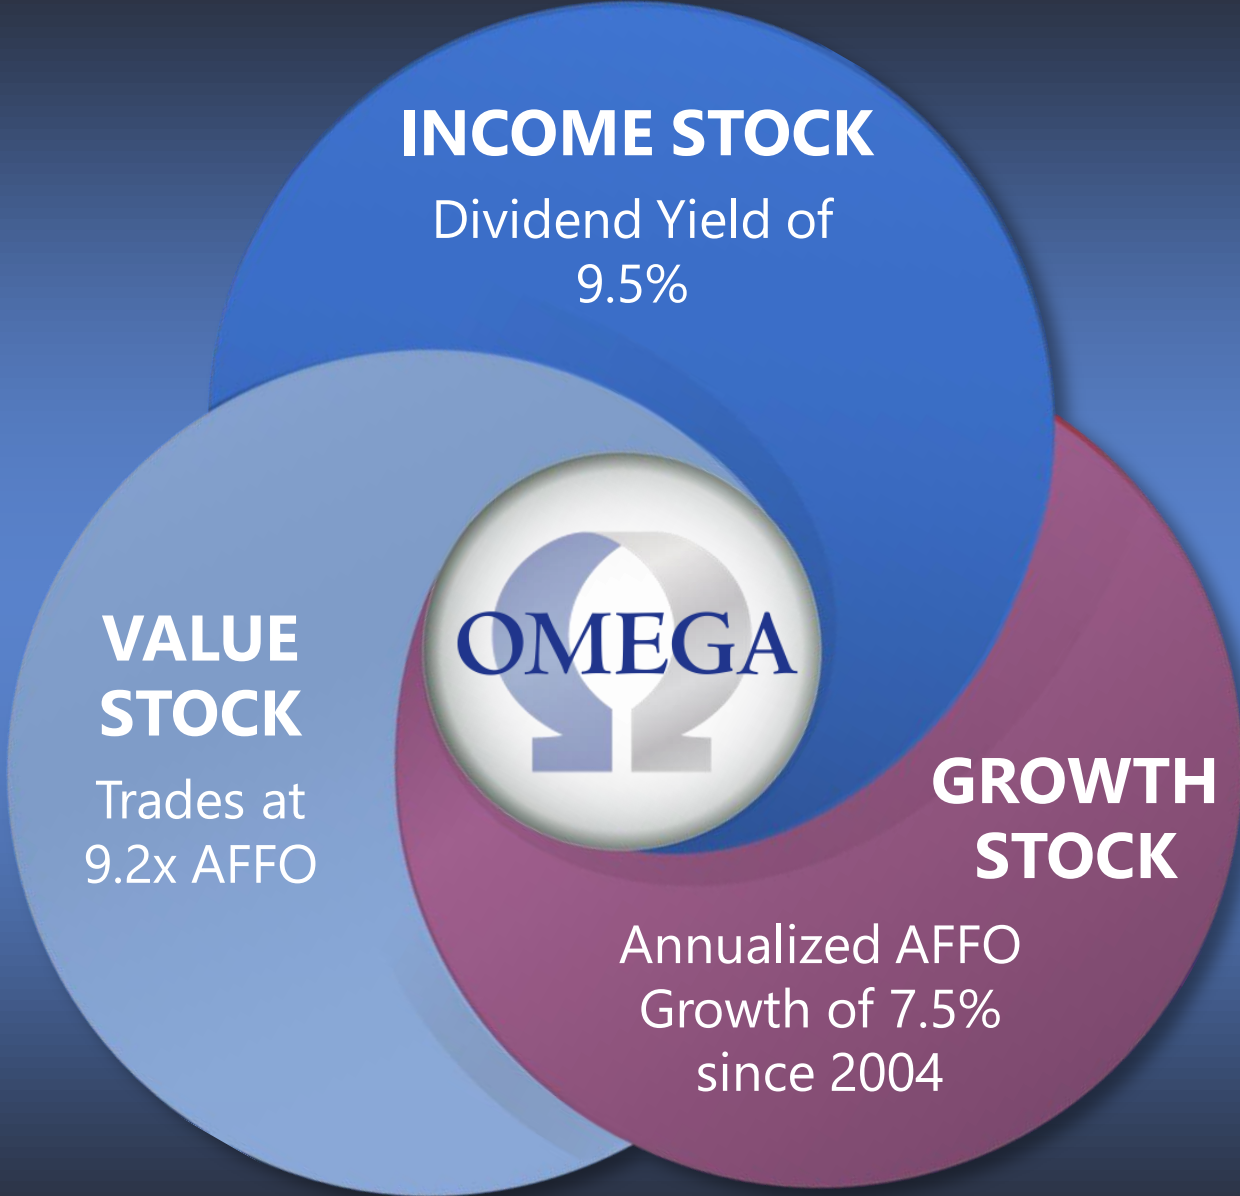 INCOME STOCK
Dividend Yield of
9.5%
OMEGA
VALUE
STOCK
Trades at
9.2x AFFO
GROWTH
STOCK
Annualized AFFO
Growth of 7.5%
since 2004